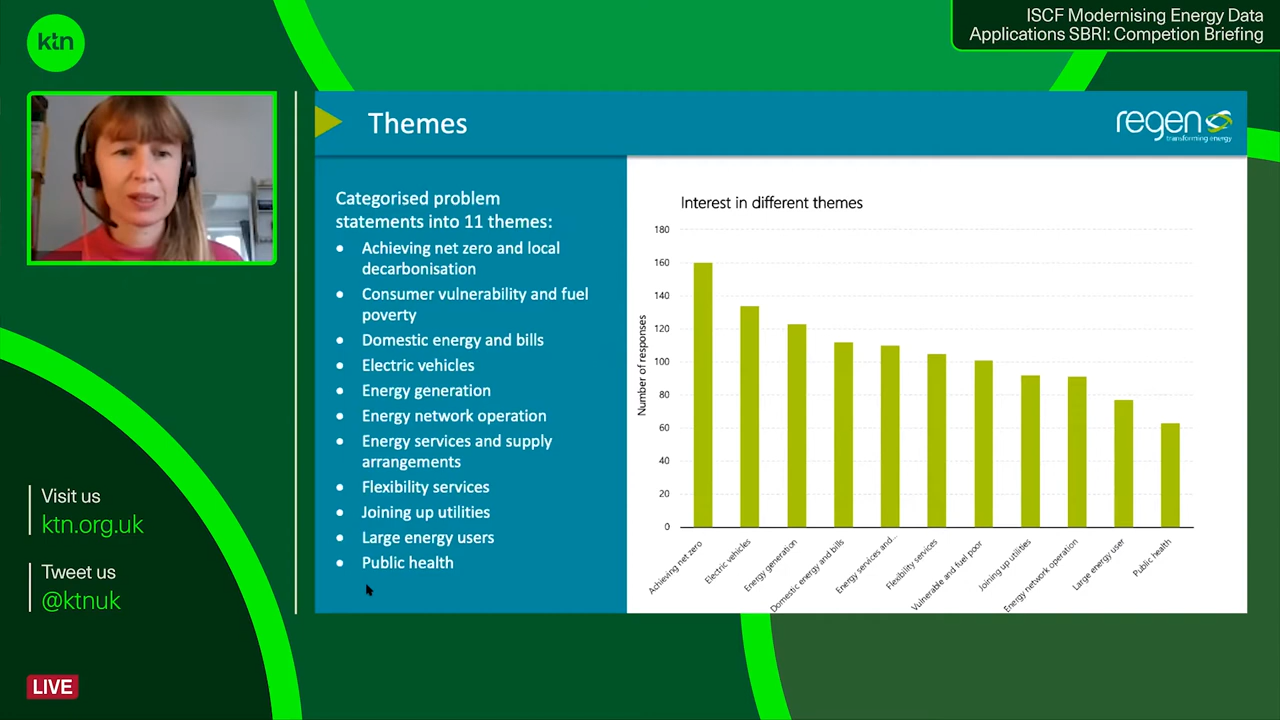 ktn
ISCF Modernising Energy Data
Applications SBRI: Competion Briefing
Themes
regen
transforming energy
Categorised problem
statements into 11 themes:
• Achieving net zero and local
decarbonisation
• Consumer vulnerability and fuel
poverty
• Domestic energy and bills
• Electric vehicles
• Energy generation
• Energy network operation
• Energy services and supply
arrangements
• Flexibility services
• Joining up utilities
• Large energy users
• Public health
Interest in different themes
Number of responses
180
160
140
120
100
80
60
40
20
0
Achieving net zero
Electric vehicles
Energy generation
Domestic energy and bills
Energy services and...
Flexibility services
Vulnerable and fuel poor
Joining up utilities
Energy network operation
Large energy user
Public health
Visit us
ktn.org.uk
Tweet us
@ktnuk
LIVE